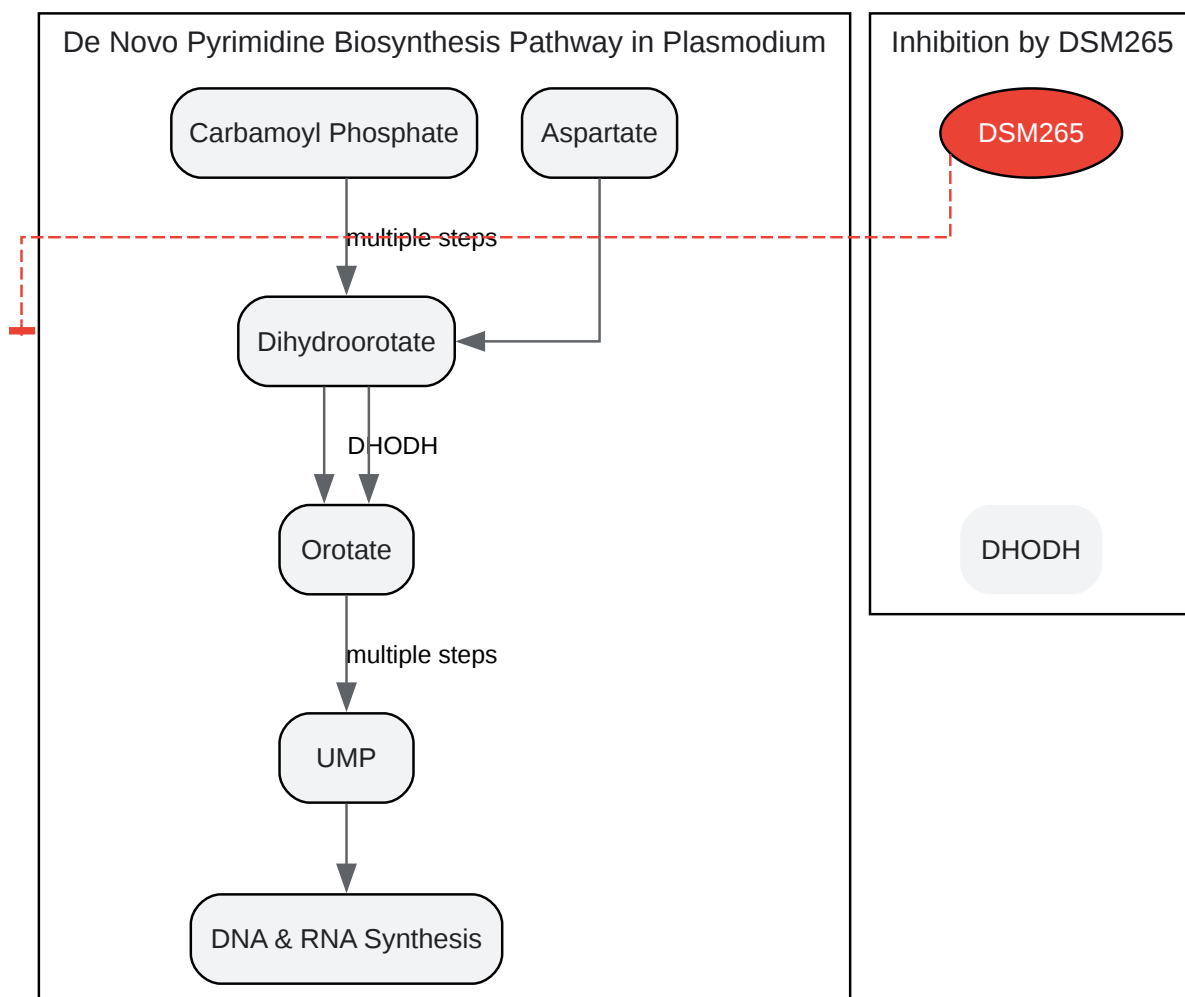 De Novo Pyrimidine Biosynthesis Pathway in Plasmodium
Carbamoyl Phosphate
Aspartate
multiple steps
Dihydroorotate
DHODH
Orotate
multiple steps
UMP
DNA & RNA Synthesis
Inhibition by DSM265
DSM265
DHODH